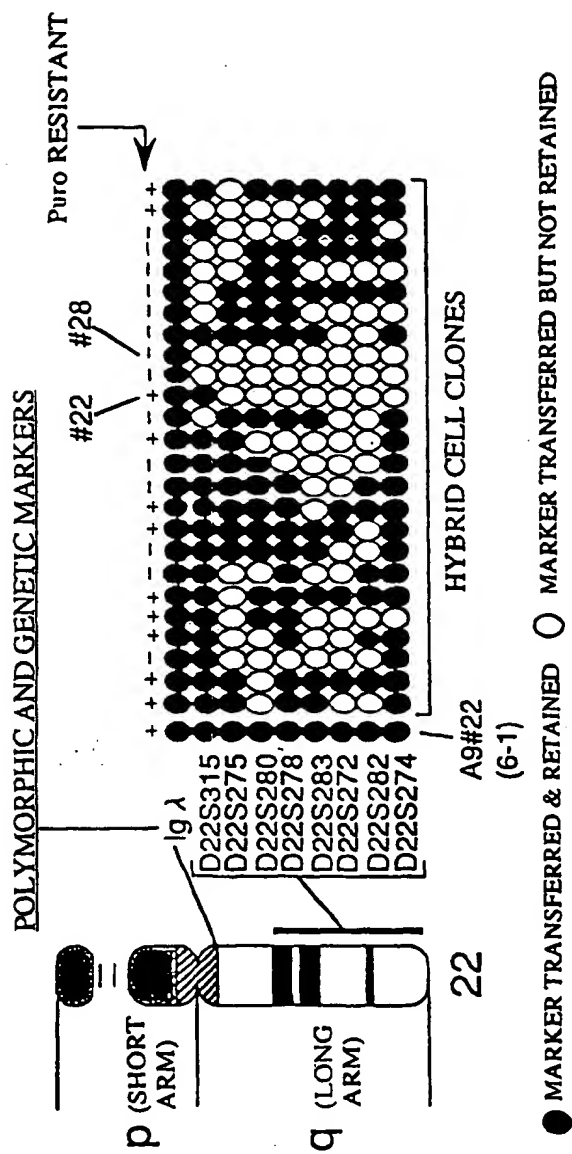 POLYMORPHIC AND GENETIC MARKERS
Puro RESISTANT
#22 #28
+ + + - + + + - - + + - - + - + - - - - - - - - + +
p (SHORT ARM)
q (LONG ARM)
22
Ig λ
D22S315
D22S275
D22S280
D22S278
D22S283
D22S272
D22S282
D22S274
A9#22
(6-1)
HYBRID CELL CLONES
MARKER TRANSFERRED & RETAINED
MARKER TRANSFERRED BUT NOT RETAINED